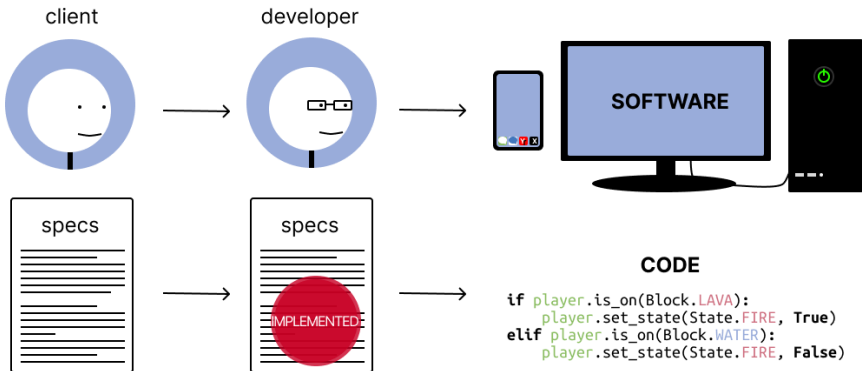 client
developer
SOFTWARE
Y X
specs
specs
IMPLEMENTED
CODE
if player.is_on(Block.LAVA):
    player.set_state(State.FIRE, True)
elif player.is_on(Block.WATER):
    player.set_state(State.FIRE, False)